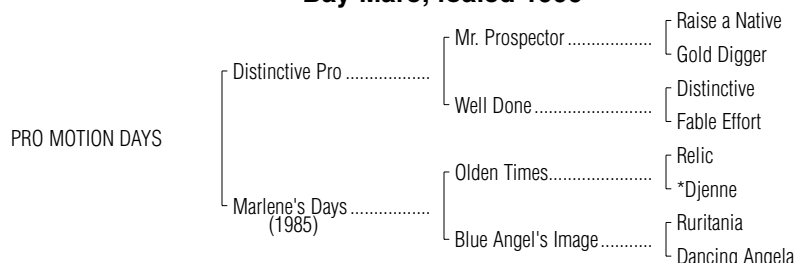 Bay Mare, foaled
Raise a Native
Mr. Prospector ..................
Gold Digger
Distinctive Pro ..................
Distinctive
Well Done .........................
Fable Effort
PRO MOTION DAYS
Relic
Olden Times......................
*Djenne
Marlene's Days .................
(1985)
Ruritania
Blue Angel's Image...........
Dancing Angela